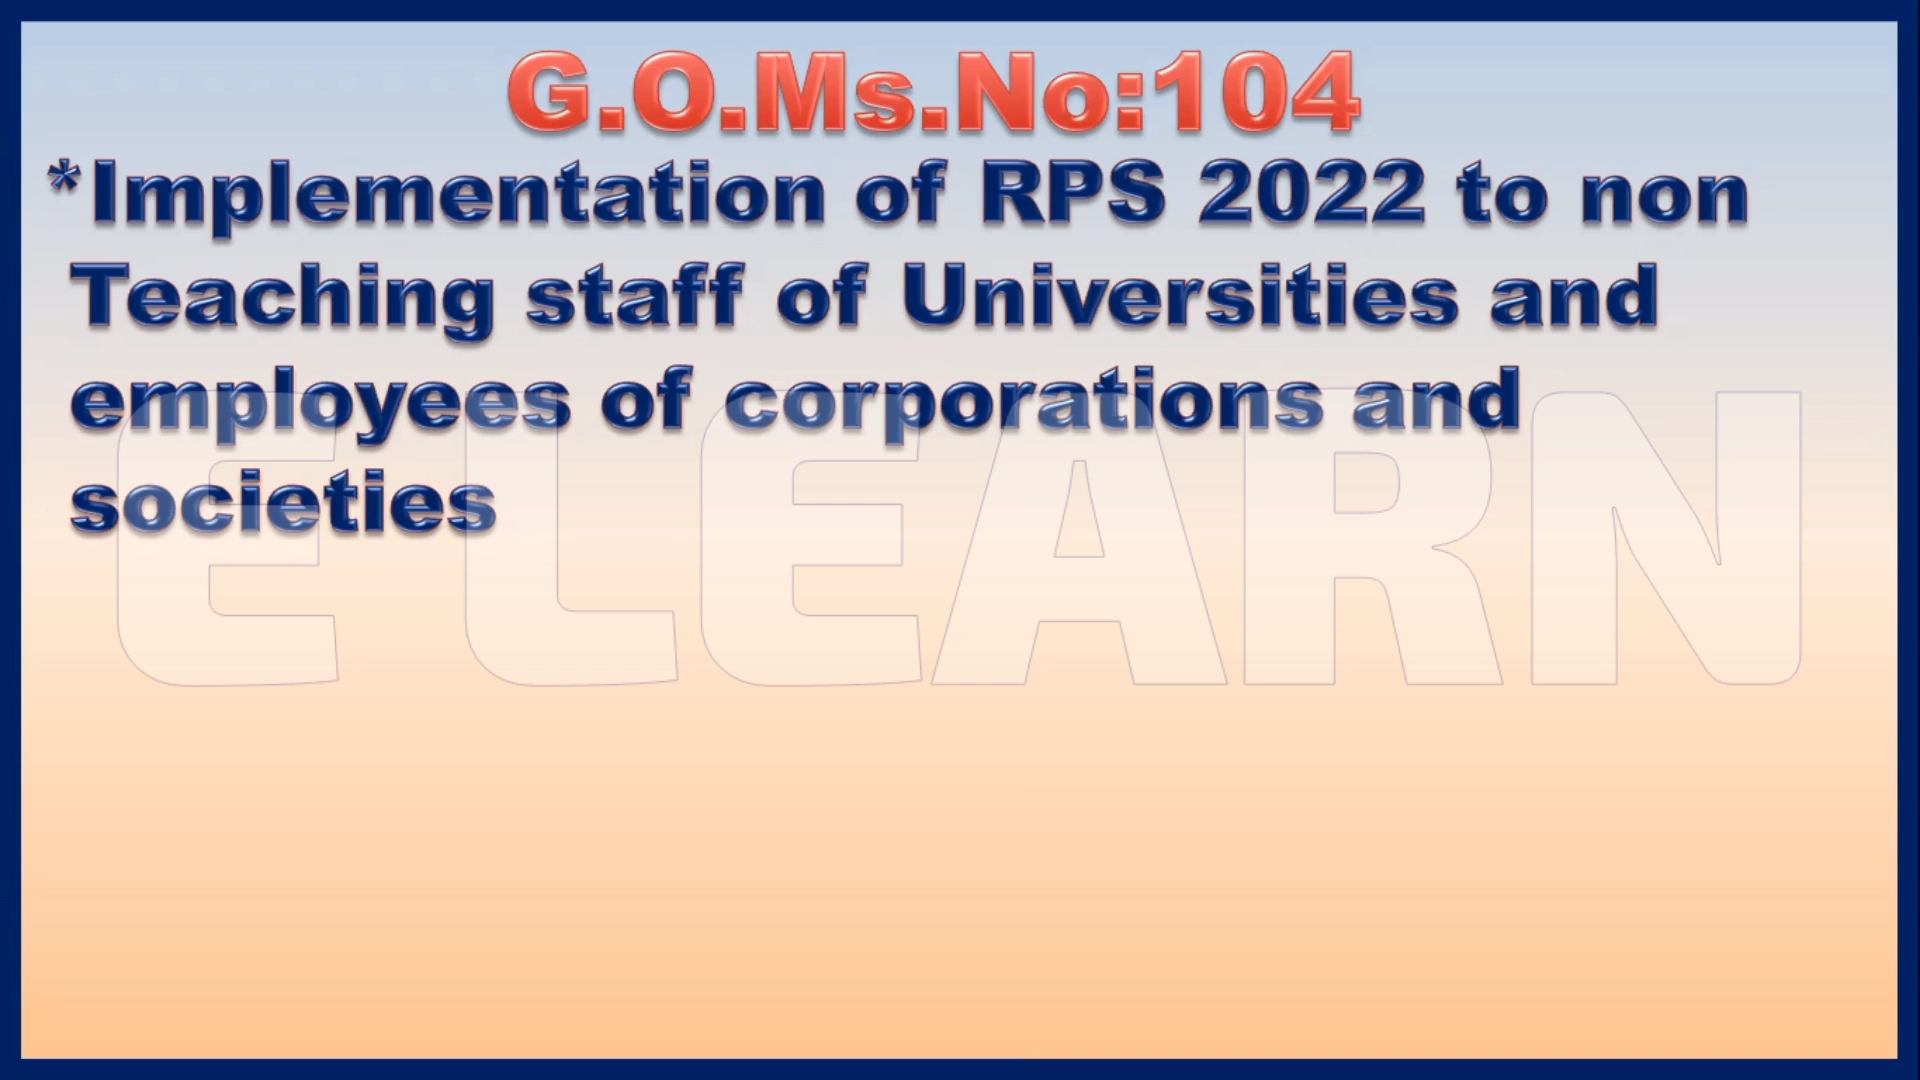 G.O.Ms.No:104
*Implementation of RPS 2022 to non
Teaching staff of Universities and
employees of corporations and
societies
E LEARN